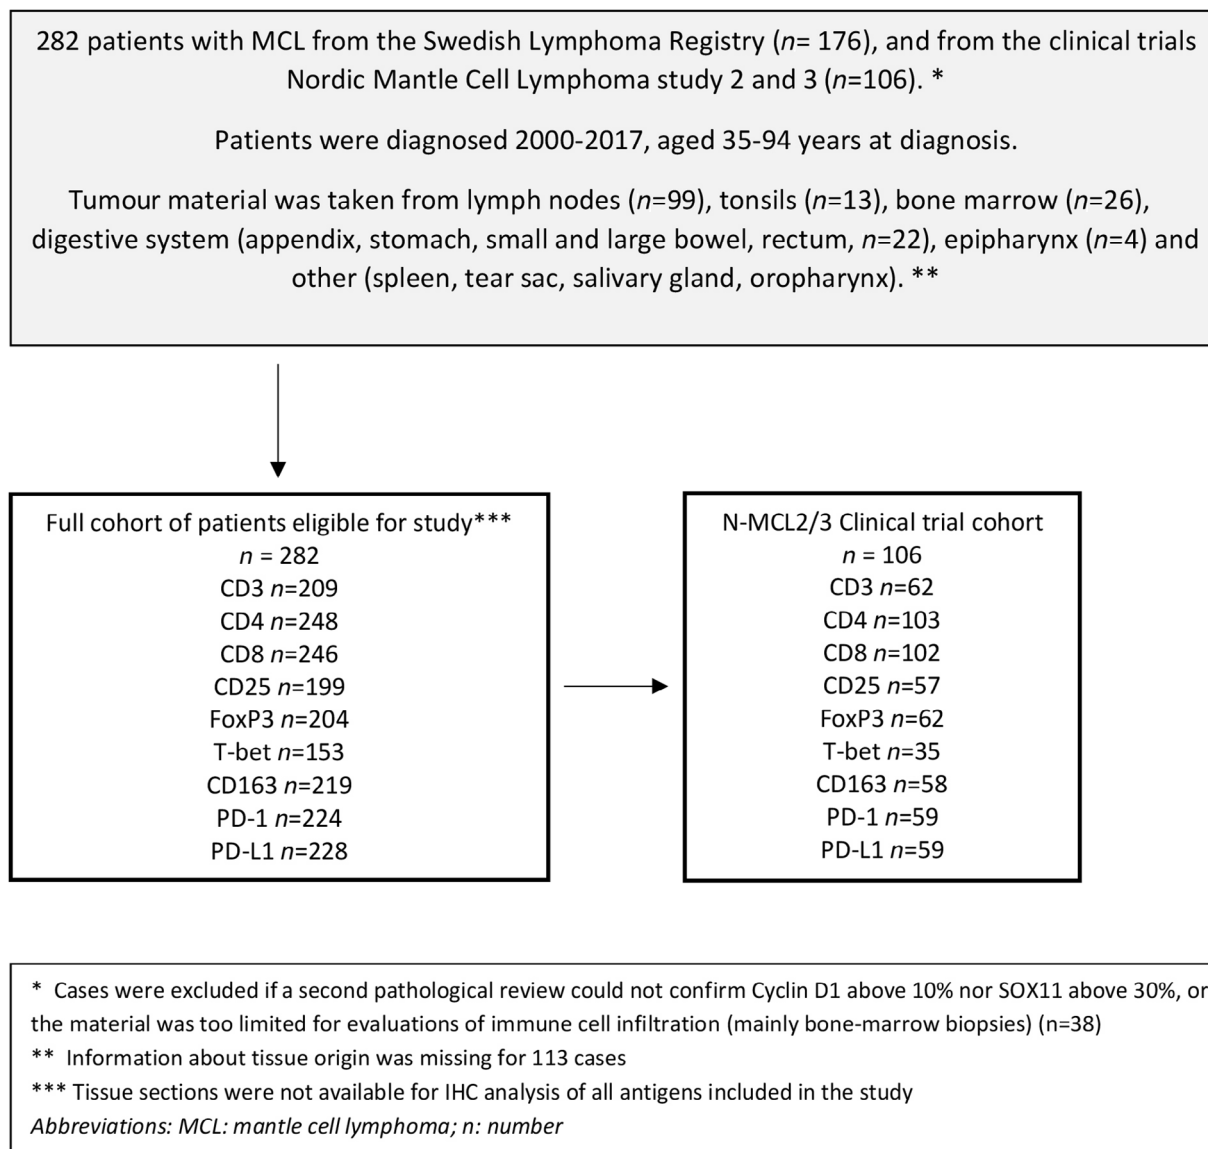 282 patients with MCL from the Swedish Lymphoma Registry (n= 176), and from the clinical trials
Nordic Mantle Cell Lymphoma study 2 and 3 (n=106). *
Patients were diagnosed 2000-2017, aged 35-94 years at diagnosis.
Tumour material was taken from lymph nodes (n=99), tonsils (n=13), bone marrow (n=26),
digestive system (appendix, stomach, small and large bowel, rectum, n=22), epipharynx (n=4) and
other (spleen, tear sac, salivary gland, oropharynx). **
Full cohort of patients eligible for study***
n = 282
CD3 n=209
CD4 n=248
CD8 n=246
CD25 n=199
FoxP3 n=204
T-bet n=153
CD163 n=219
PD-1 n=224
PD-L1 n=228
N-MCL2/3 Clinical trial cohort
n = 106
CD3 n=62
CD4 n=103
CD8 n=102
CD25 n=57
FoxP3 n=62
T-bet n=35
CD163 n=58
PD-1 n=59
PD-L1 n=59
* Cases were excluded if a second pathological review could not confirm Cyclin D1 above 10% nor SOX11 above 30%, or
the material was too limited for evaluations of immune cell infiltration (mainly bone-marrow biopsies) (n=38)
** Information about tissue origin was missing for 113 cases
*** Tissue sections were not available for IHC analysis of all antigens included in the study
Abbreviations: MCL: mantle cell lymphoma; n: number